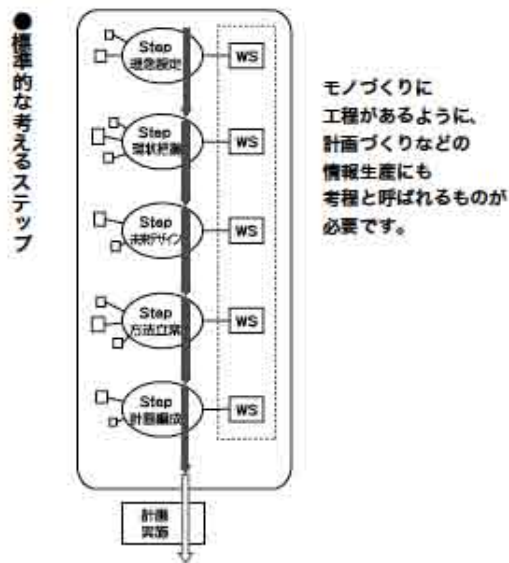 ●標準的な考えるステップ
Step
理念設定
WS
Step
現状把握
WS
Step
未来デザイン
WS
Step
方法立案
WS
Step
計画編成
WS
計画
実施
モノづくりに
工程があるように、
計画づくりなどの
情報生産にも
考程と呼ばれるものが
必要です。